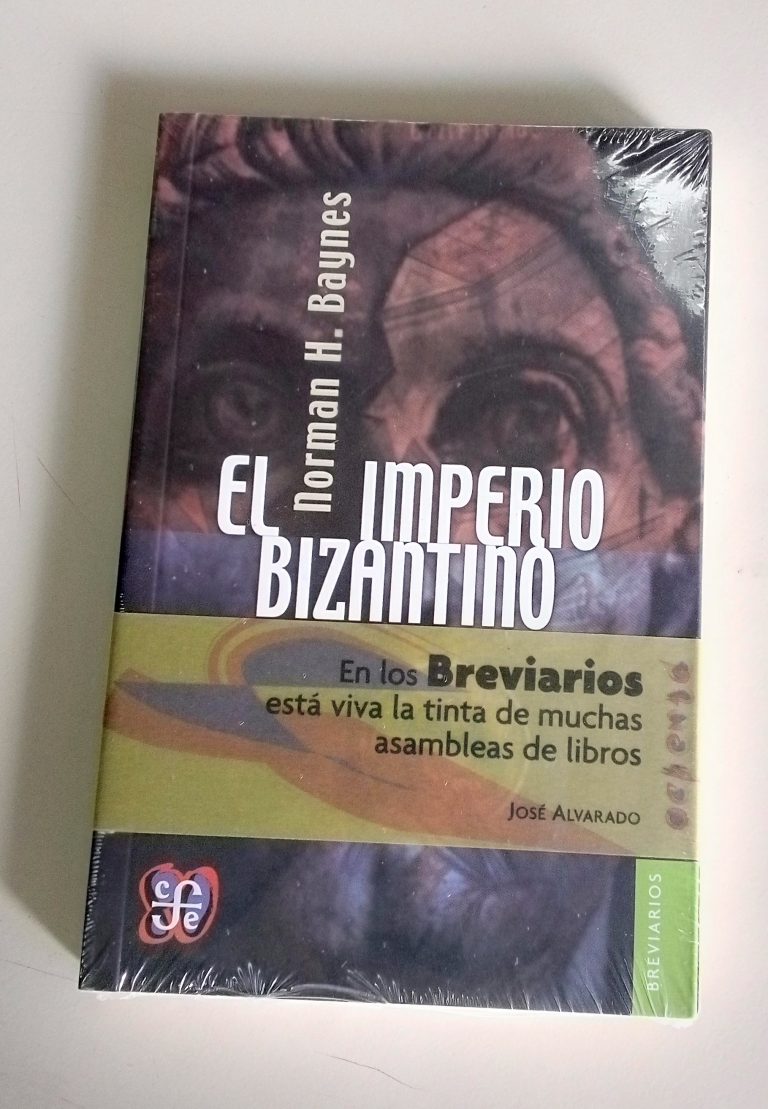 Norman H. Baynes
EL IMPERIO
BIZANTINO
En los Breviarios
está viva la tinta de muchas
asambleas de libros
JOSÉ ALVARADO
ochenta
cfe
BREVIARIOS